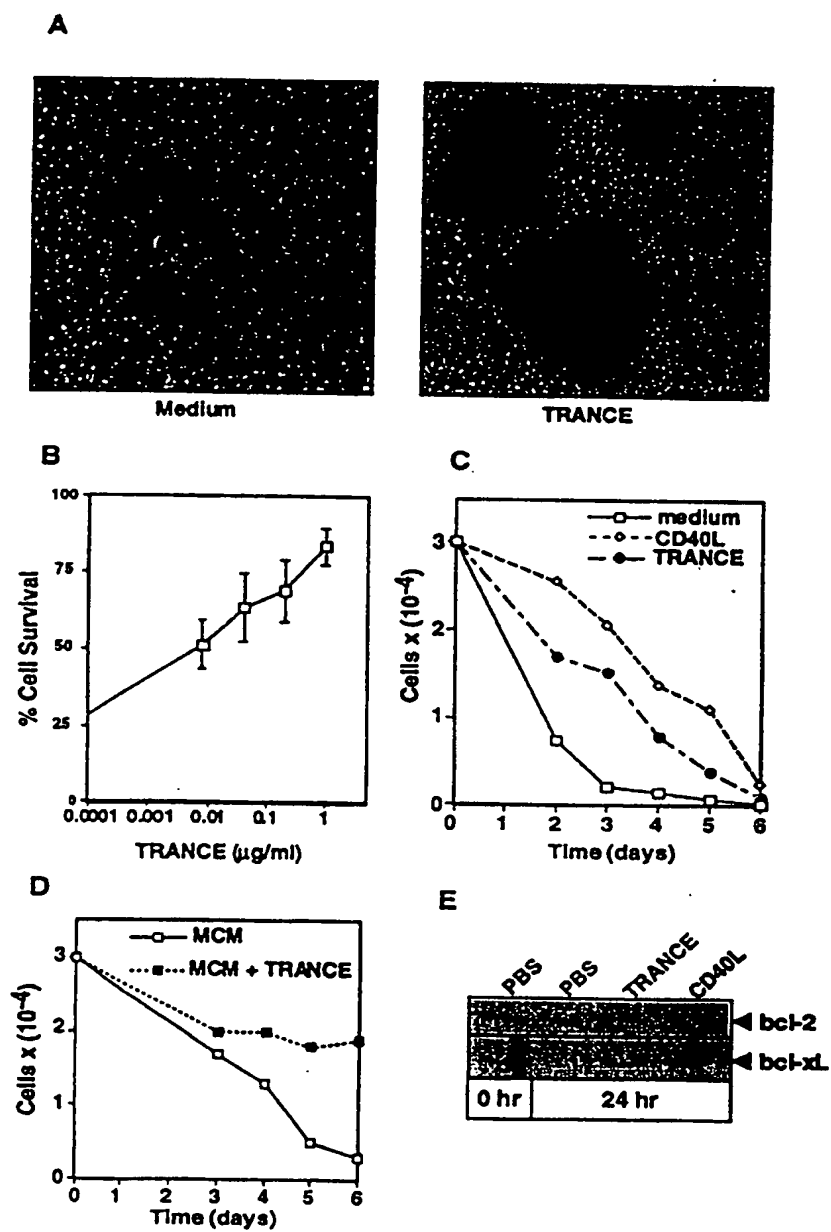 A
Medium
TRANCE
B
100
75
50
25
0
% Cell Survival
0.0001 0.001 0.01 0.1 1
TRANCE (µg/ml)
C
medium
CD40L
TRANCE
3
2
1
0
Cells x (10⁻⁴)
0 1 2 3 4 5 6
Time (days)
D
MCM
MCM + TRANCE
3
2
1
0
Cells x (10⁻⁴)
0 1 2 3 4 5 6
Time (days)
E
PBS PBS TRANCE CD40L
bcl-2
bcl-xL
0 hr 24 hr